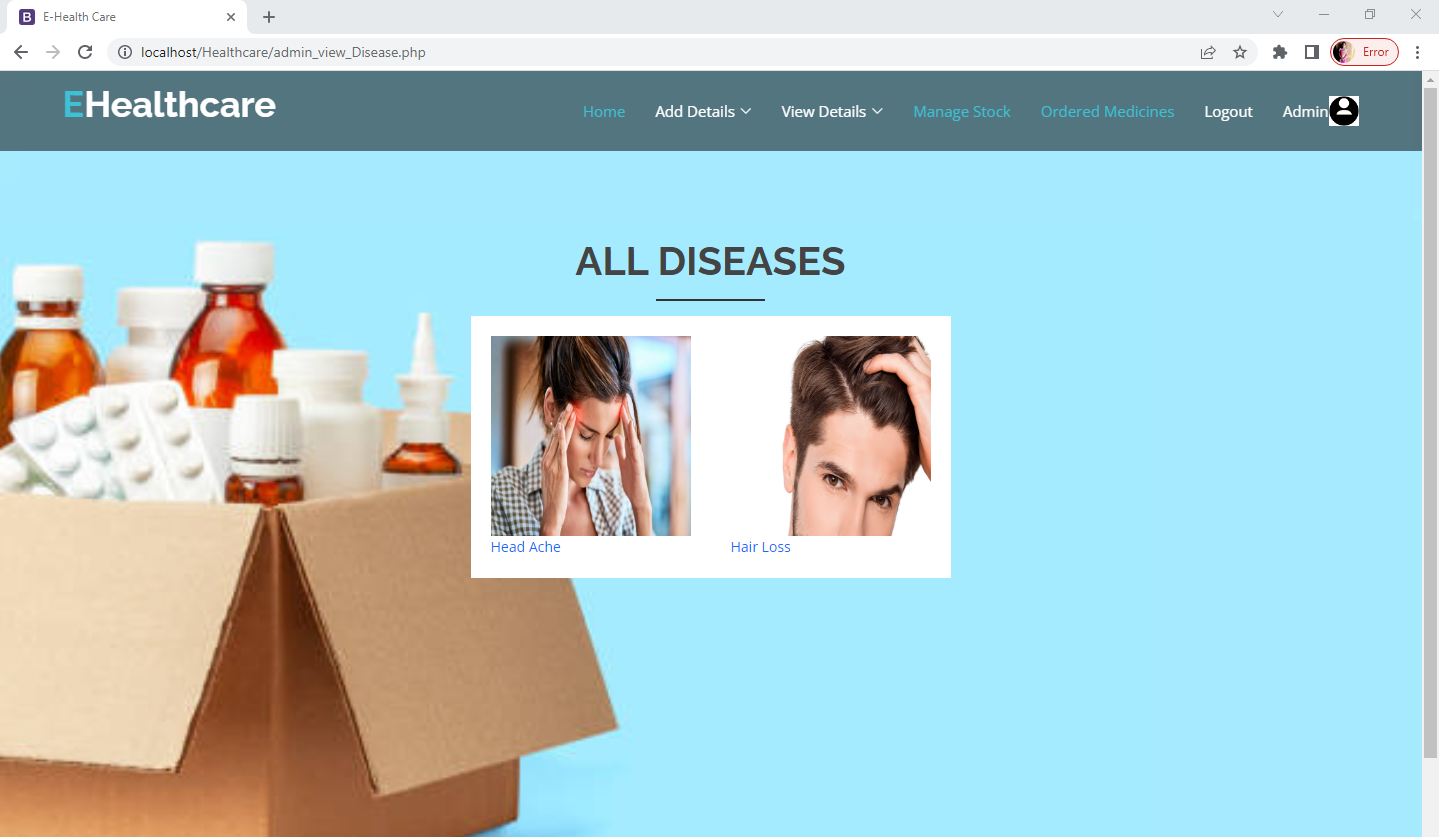 E-Health Care
localhost/Healthcare/admin_view_Disease.php
Error
EHealthcare
Home Add Details View Details Manage Stock Ordered Medicines Logout Admin
ALL DISEASES
Head Ache Hair Loss